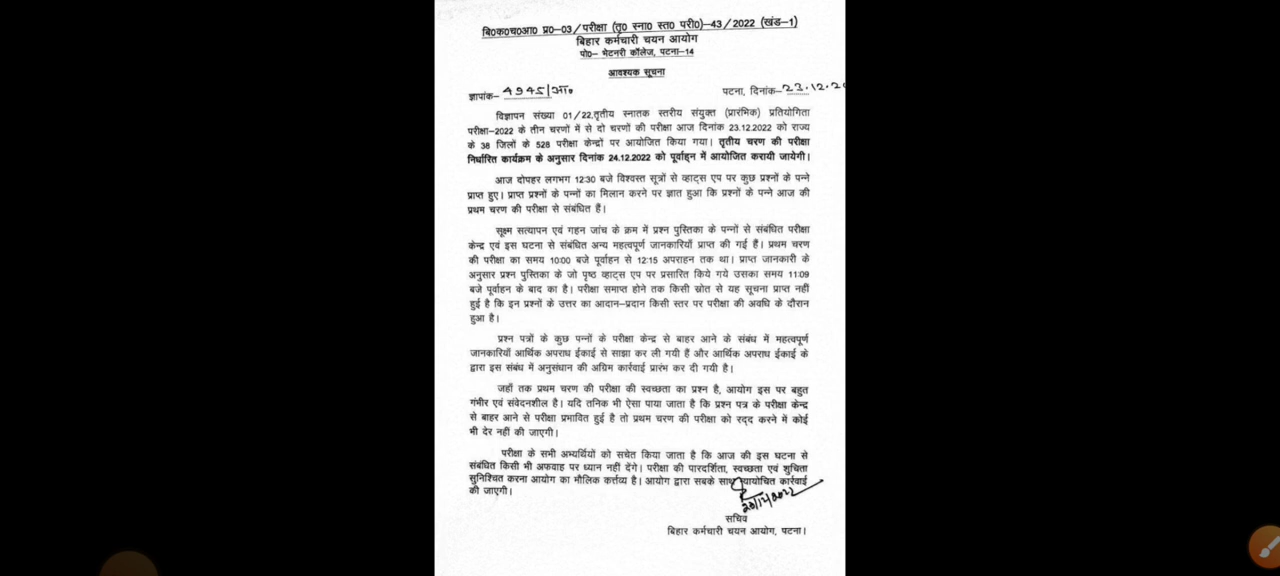 बि०क०च०आ० प्र०-03/परीक्षा (तृ० स्ना० स्त० परी०)-43/2022 (खंड-1)
बिहार कर्मचारी चयन आयोग
पो०- भेटनरी कॉलेज, पटना-14
आवश्यक सूचना
ज्ञापांक- 4945/आ०
पटना, दिनांक-23.12.20
विज्ञापन संख्या 01/22,तृतीय स्नातक स्तरीय संयुक्त (प्रारंभिक) प्रतियोगिता
परीक्षा-2022 के तीन चरणों में से दो चरणों की परीक्षा आज दिनांक 23.12.2022 को राज्य
के 38 जिलों के 528 परीक्षा केन्द्रों पर आयोजित किया गया। तृतीय चरण की परीक्षा
निर्धारित कार्यक्रम के अनुसार दिनांक 24.12.2022 को पूर्वाहन में आयोजित करायी जायेगी।
आज दोपहर लगभग 12:30 बजे विश्वस्त सूत्रों से व्हाट्स एप पर कुछ प्रश्नों के पन्ने
प्राप्त हुए। प्राप्त प्रश्नों के पन्नों का मिलान करने पर ज्ञात हुआ कि प्रश्नों के पन्ने आज की
प्रथम चरण की परीक्षा से संबंधित हैं।
सूक्ष्म सत्यापन एवं गहन जांच के क्रम में प्रश्न पुस्तिका के पन्नों से संबंधित परीक्षा
केन्द्र एवं इस घटना से संबंधित अन्य महत्वपूर्ण जानकारियाँ प्राप्त की गई हैं। प्रथम चरण
की परीक्षा का समय 10:00 बजे पूर्वाहन से 12:15 अपराहन तक था। प्राप्त जानकारी के
अनुसार प्रश्न पुस्तिका के जो पृष्ठ व्हाट्स एप पर प्रसारित किये गये उसका समय 11:09
बजे पूर्वाहन के बाद का है। परीक्षा समाप्त होने तक किसी स्रोत से यह सूचना प्राप्त नहीं
हुई है कि इन प्रश्नों के उत्तर का आदान-प्रदान किसी स्तर पर परीक्षा की अवधि के दौरान
हुआ है।
प्रश्न पत्रों के कुछ पन्नों के परीक्षा केन्द्र से बाहर आने के संबंध में महत्वपूर्ण
जानकारियाँ आर्थिक अपराध ईकाई से साझा कर ली गयी हैं और आर्थिक अपराध ईकाई के
द्वारा इस संबंध में अनुसंधान की अग्रिम कार्रवाई प्रारंभ कर दी गयी है।
जहाँ तक प्रथम चरण की परीक्षा की स्वच्छता का प्रश्न है, आयोग इस पर बहुत
गंभीर एवं संवेदनशील है। यदि तनिक भी ऐसा पाया जाता है कि प्रश्न पत्र के परीक्षा केन्द्र
से बाहर आने से परीक्षा प्रभावित हुई है तो प्रथम चरण की परीक्षा को रद्द करने में कोई
भी देर नहीं की जाएगी।
परीक्षा के सभी अभ्यर्थियों को सचेत किया जाता है कि आज की इस घटना से
संबंधित किसी भी अफवाह पर ध्यान नहीं देंगे। परीक्षा की पारदर्शिता, स्वच्छता एवं शुचिता
सुनिश्चित करना आयोग का मौलिक कर्त्तव्य है। आयोग द्वारा सबके साथ न्यायोचित कार्रवाई
की जाएगी।
सचिव
बिहार कर्मचारी चयन आयोग, पटना।